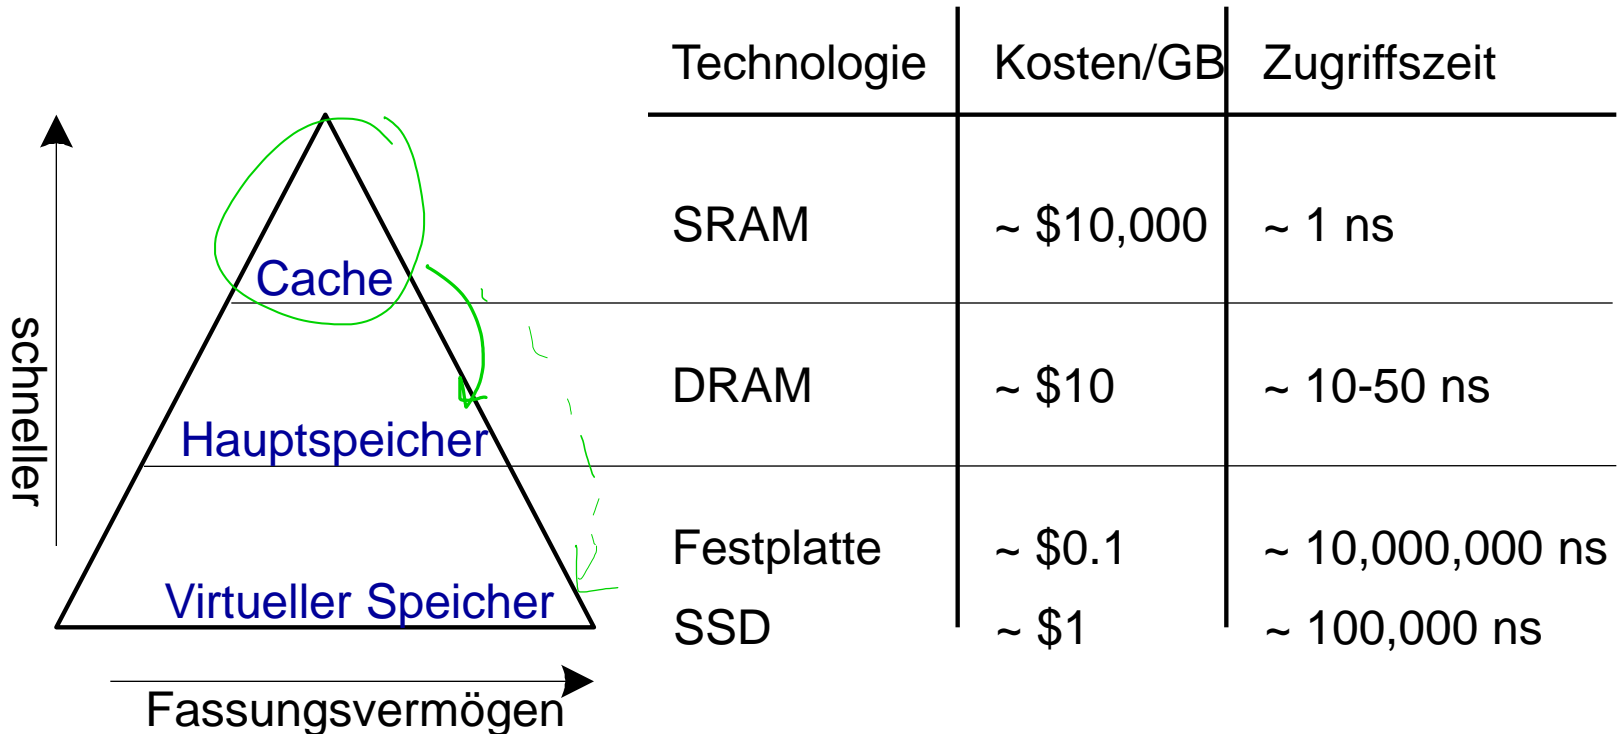 Technologie Kosten/GB Zugriffszeit
SRAM ~ $10,000 ~ 1 ns
Cache
schneller
DRAM ~ $10 ~ 10-50 ns
Hauptspeicher
Festplatte ~ $0.1 ~ 10,000,000 ns
Virtueller Speicher
SSD ~ $1 ~ 100,000 ns
Fassungsvermögen